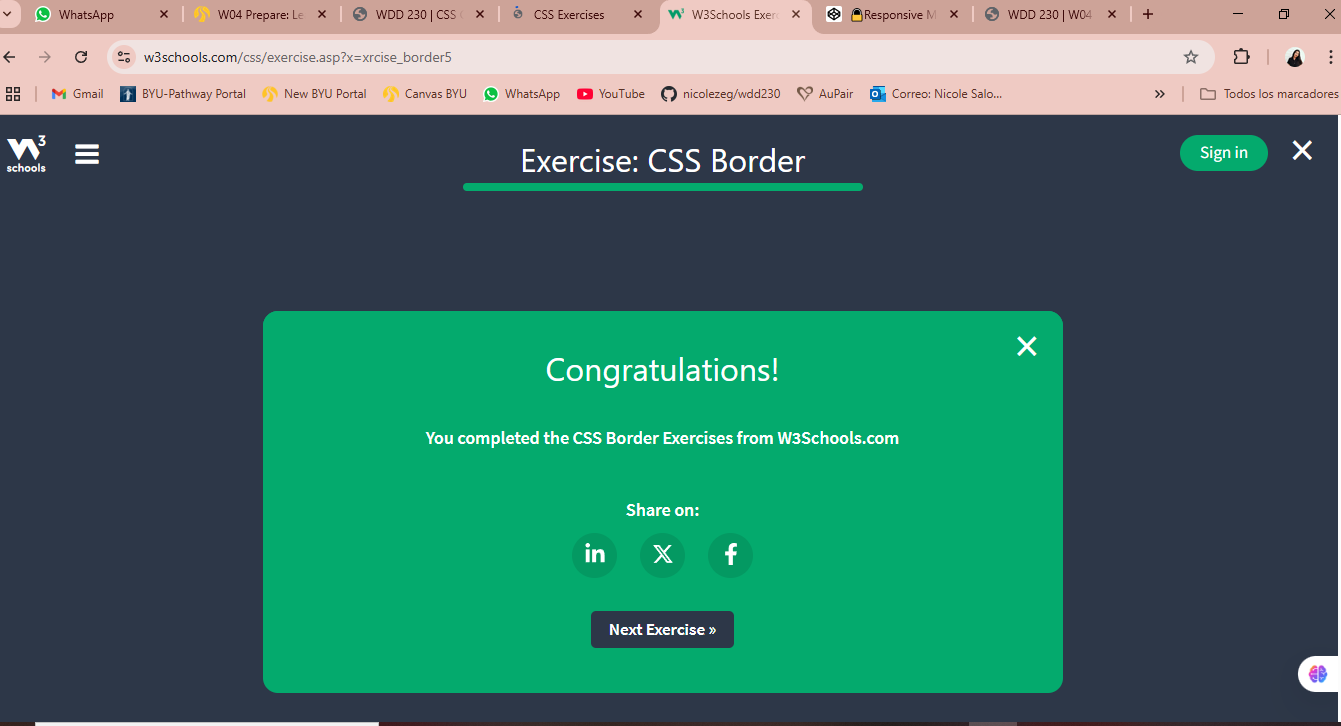 WhatsApp
W04 Prepare: Le
WDD 230 | CSS
CSS Exercises
W3Schools Exer
Responsive M
WDD 230 | W04
w3schools.com/css/exercise.asp?x=xrcise_border5
Gmail
BYU-Pathway Portal
New BYU Portal
Canvas BYU
WhatsApp
YouTube
nicolezeg/wdd230
AuPair
Correo: Nicole Salo...
»
Todos los marcadores
W3
schools
Exercise: CSS Border
Sign in
Congratulations!
You completed the CSS Border Exercises from W3Schools.com
Share on:
in
X
f
Next Exercise »